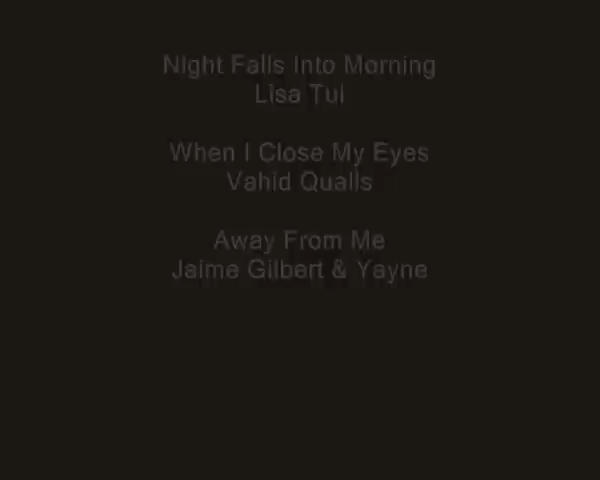 Night Falls Into Morning
Lisa Tui
When I Close My Eyes
Vahid Qualls
Away From Me
Jaime Gilbert & Yayne